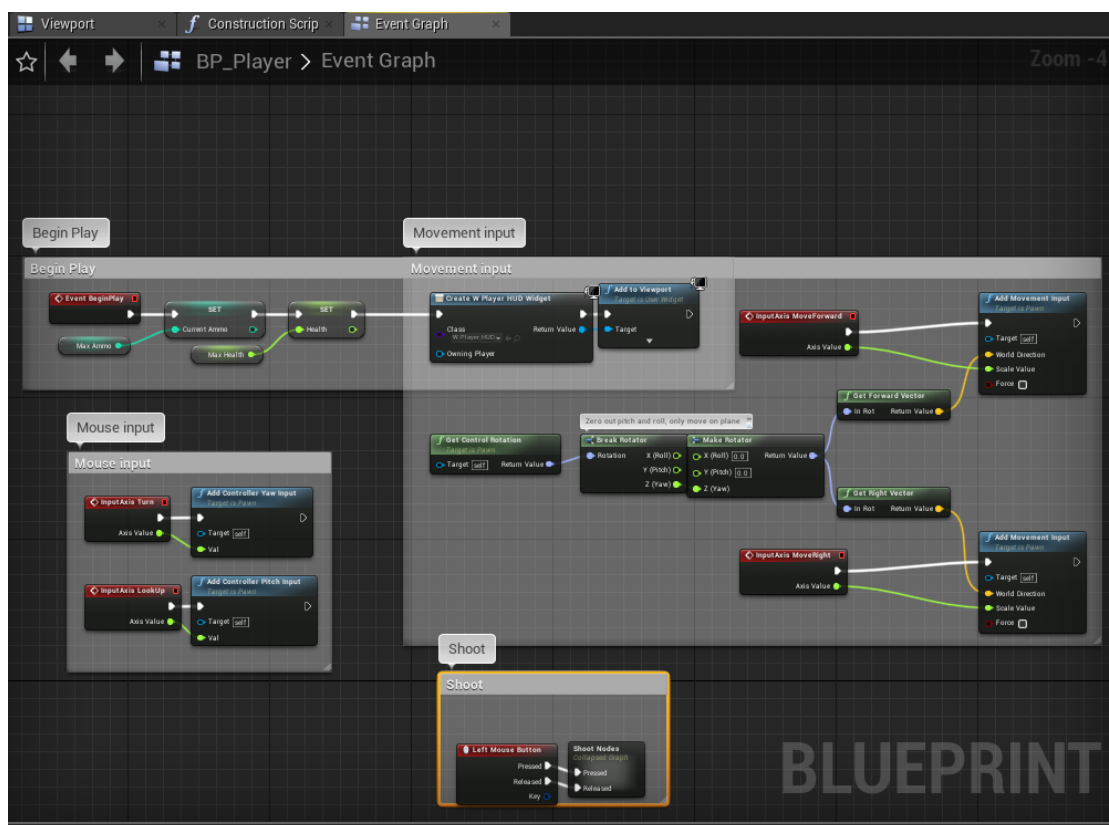 Viewport
Construction Scrip
Event Graph
BP_Player > Event Graph
Zoom -4
Begin Play
Movement input
Begin Play
Movement input
Event BeginPlay
SET
Current Ammo
Max Ammo
SET
Health
Max Health
Create W Player HUD Widget
Class
W Player HUD
Return Value
Owning Player
Add to Viewport
Target is User Widget
Target
InputAxis MoveForward
Axis Value
Add Movement Input
Target is Pawn
Target self
World Direction
Scale Value
Force
Get Forward Vector
In Rot Return Value
Zero out pitch and roll, only move on plane
Get Control Rotation
Target is Pawn
Target self Return Value
Break Rotator
Rotation X (Roll)
Y (Pitch)
Z (Yaw)
Make Rotator
X (Roll) 0.0 Return Value
Y (Pitch) 0.0
Z (Yaw)
Get Right Vector
In Rot Return Value
InputAxis MoveRight
Axis Value
Add Movement Input
Target is Pawn
Target self
World Direction
Scale Value
Force
Mouse input
Mouse input
InputAxis Turn
Axis Value
Add Controller Yaw Input
Target is Pawn
Target self
Val
InputAxis LookUp
Axis Value
Add Controller Pitch Input
Target is Pawn
Target self
Val
Shoot
Shoot
Left Mouse Button
Pressed
Released
Key
Shoot Nodes
Collapsed Graph
Pressed
Released
BLUEPRINT